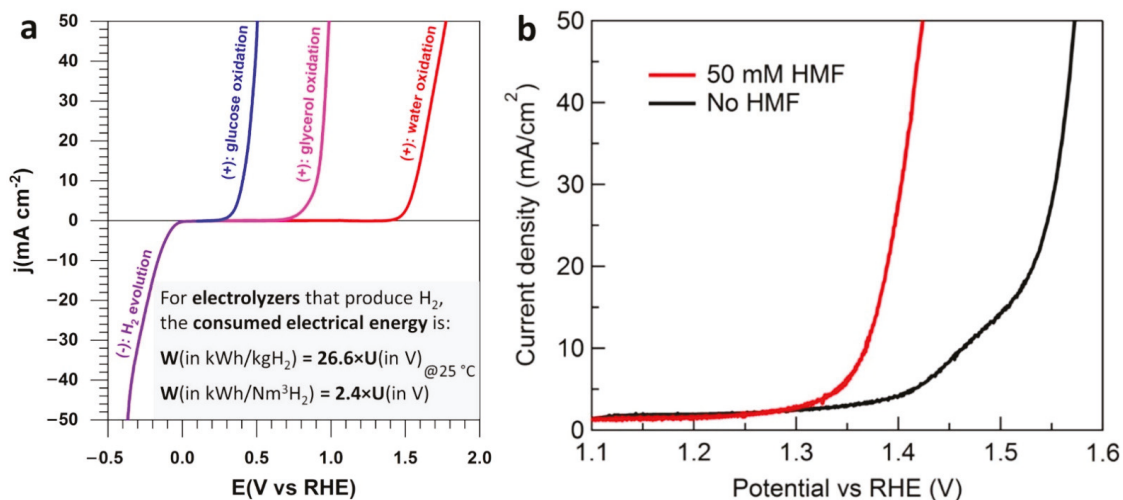 a
j(mA cm⁻²)
50
40
30
20
10
0
−10
−20
−30
−40
−50
(+): glucose oxidation
(+): glycerol oxidation
(+): water oxidation
(-): H₂ evolution
For electrolyzers that produce H₂,
the consumed electrical energy is:
W(in kWh/kgH₂) = 26.6×U(in V)@25 °C
W(in kWh/Nm³H₂) = 2.4×U(in V)
−0.5 0.0 0.5 1.0 1.5 2.0
E(V vs RHE)
b
Current density (mA/cm²)
50
40
30
20
10
0
50 mM HMF
No HMF
1.1 1.2 1.3 1.4 1.5 1.6
Potential vs RHE (V)